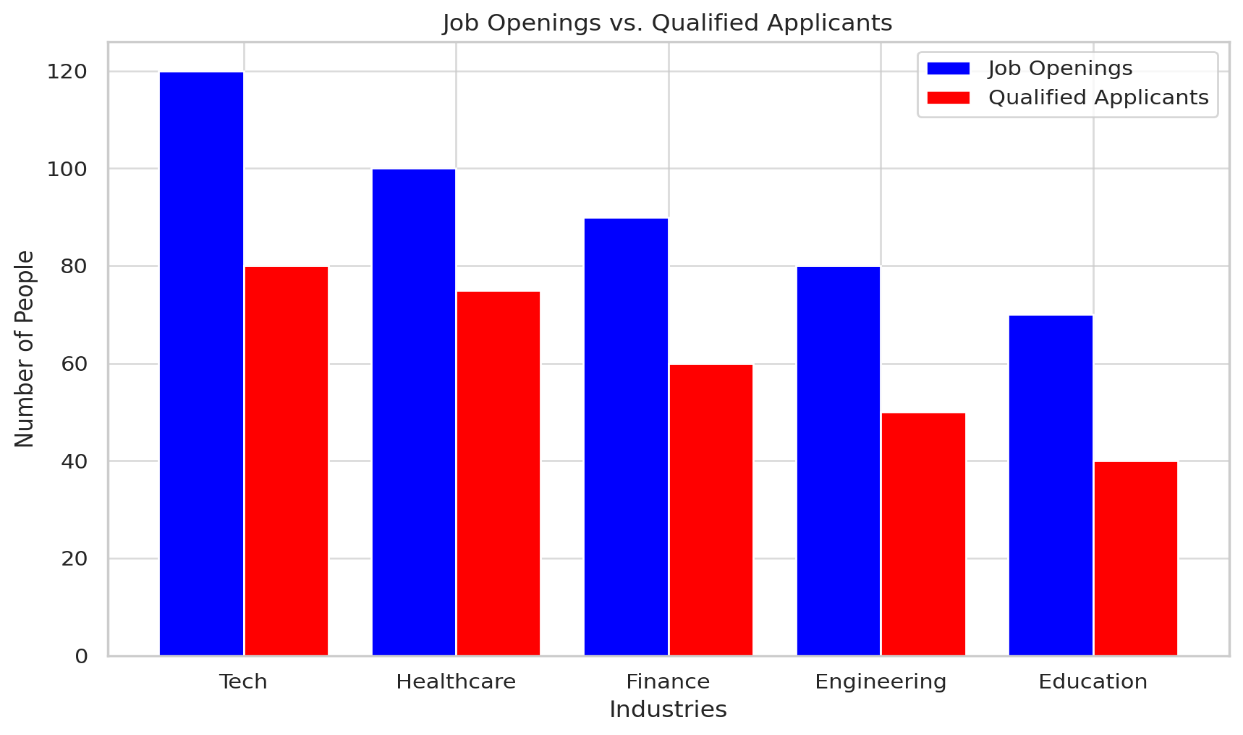 Job Openings vs. Qualified Applicants
Job Openings
Qualified Applicants
Number of People
120
100
80
60
40
20
0
Tech
Healthcare
Finance
Engineering
Education
Industries